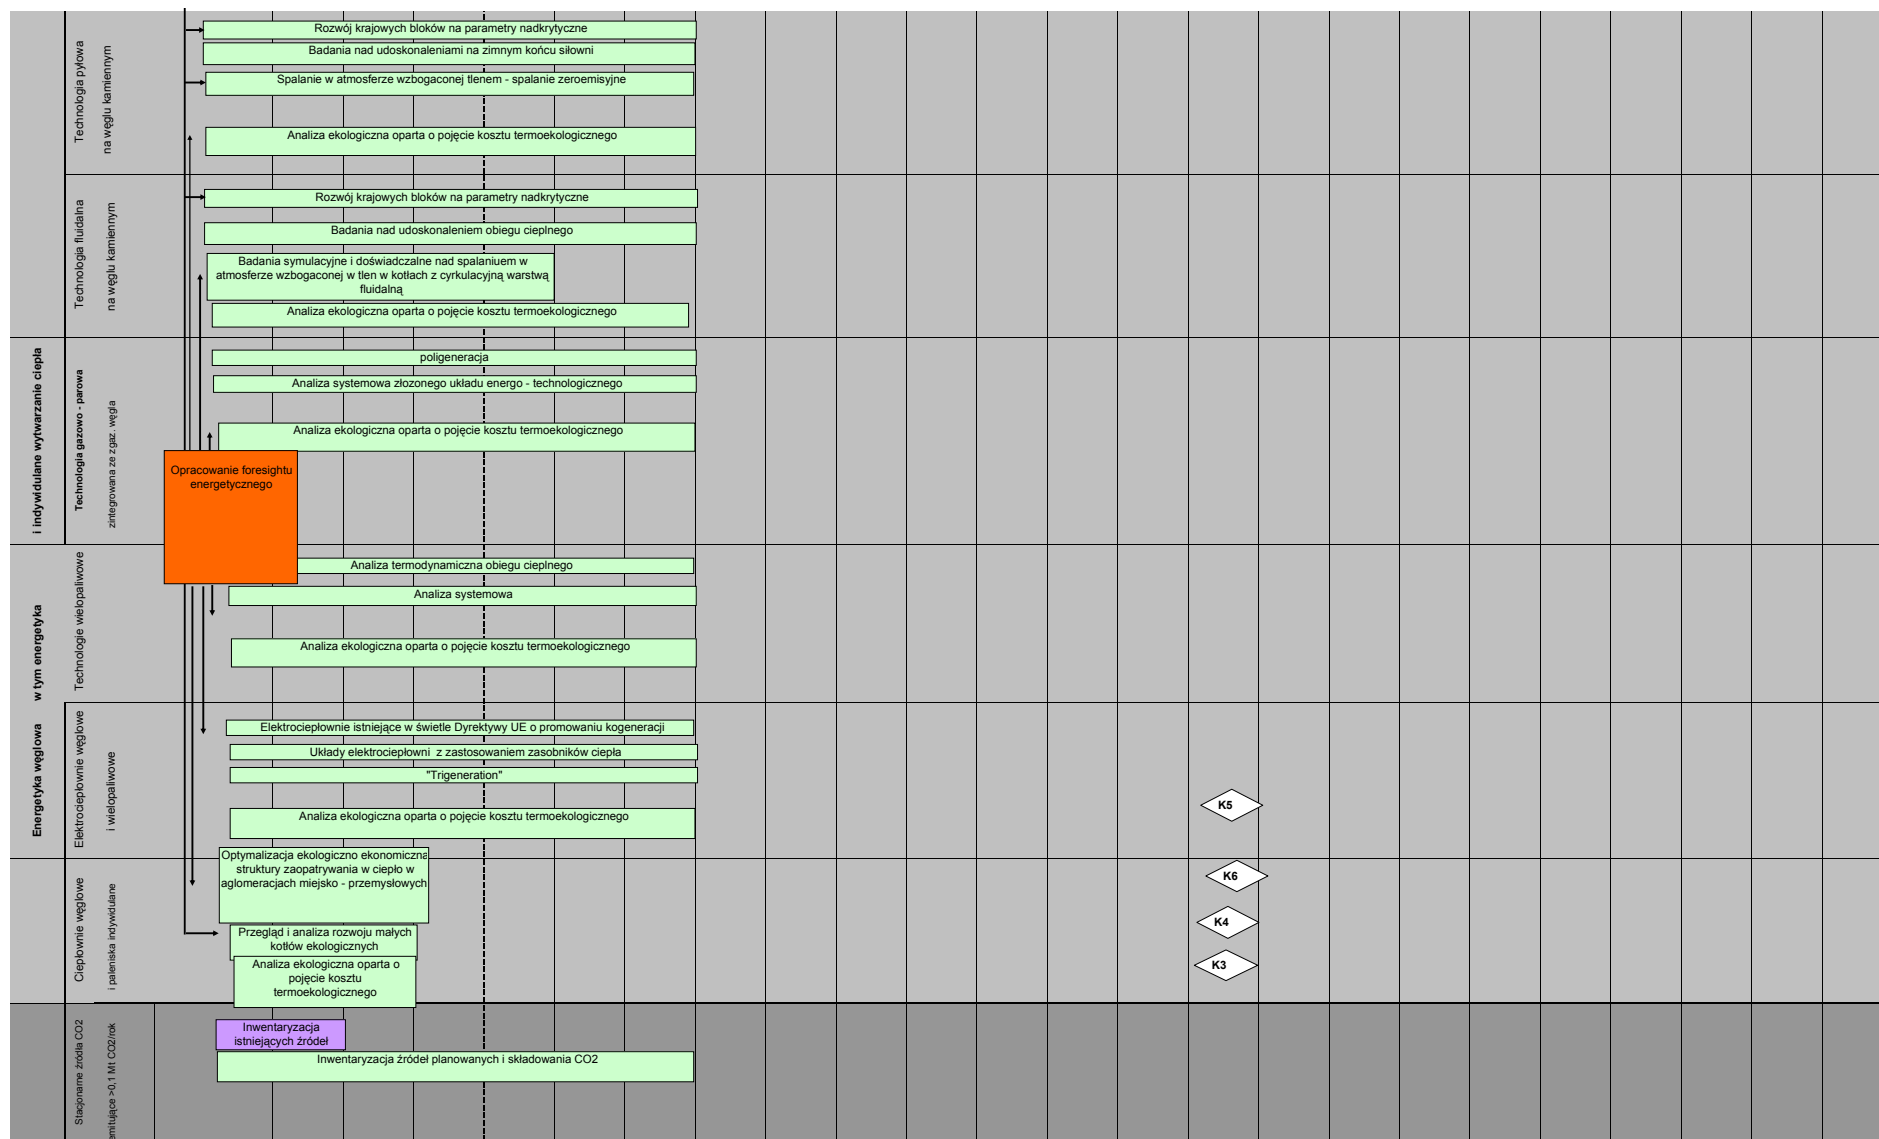 Technologia pyłowa
na węglu kamiennym
Rozwój krajowych bloków na parametry nadkrytyczne
Badania nad udoskonaleniami na zimnym końcu siłowni
Spalanie w atmosferze wzbogaconej tlenem - spalanie zeroemisyjne
Analiza ekologiczna oparta o pojęcie kosztu termoekologicznego
Technologia fluidalna
na węglu kamiennym
Rozwój krajowych bloków na parametry nadkrytyczne
Badania nad udoskonaleniem obiegu cieplnego
Badania symulacyjne i doświadczalne nad spalaniuem w
atmosferze wzbogaconej w tlen w kotłach z cyrkulacyjną warstwą
fluidalną
Analiza ekologiczna oparta o pojęcie kosztu termoekologicznego
i indywidulane wytwarzanie ciepła
Technologia gazowo - parowa
zintegrowana ze zgaz. węgla
poligeneracja
Analiza systemowa złozonego układu energo - technologicznego
Analiza ekologiczna oparta o pojęcie kosztu termoekologicznego
Opracowanie foresightu
energetycznego
Energetyka węglowa w tym energetyka
Technologie wielopaliwowe
Analiza termodynamiczna obiegu cieplnego
Analiza systemowa
Analiza ekologiczna oparta o pojęcie kosztu termoekologicznego
Elektrociepłownie węglowe
i wielopaliwowe
Elektrociepłownie istniejące w świetle Dyrektywy UE o promowaniu kogeneracji
Układy elektrociepłowni z zastosowaniem zasobników ciepła
"Trigeneration"
Analiza ekologiczna oparta o pojęcie kosztu termoekologicznego
K5
Ciepłownie węglowe
i paleniska indywidulane
Optymalizacja ekologiczno ekonomiczna
struktury zaopatrywania w ciepło w
aglomeracjach miejsko - przemysłowych
Przegląd i analiza rozwoju małych
kotłów ekologicznych
Analiza ekologiczna oparta o
pojęcie kosztu
termoekologicznego
K6
K4
K3
Stacjonarne źródła CO2
emitujące >0,1 Mt CO2/rok
Inwentaryzacja
istniejących źródeł
Inwentaryzacja źródeł planowanych i składowania CO2